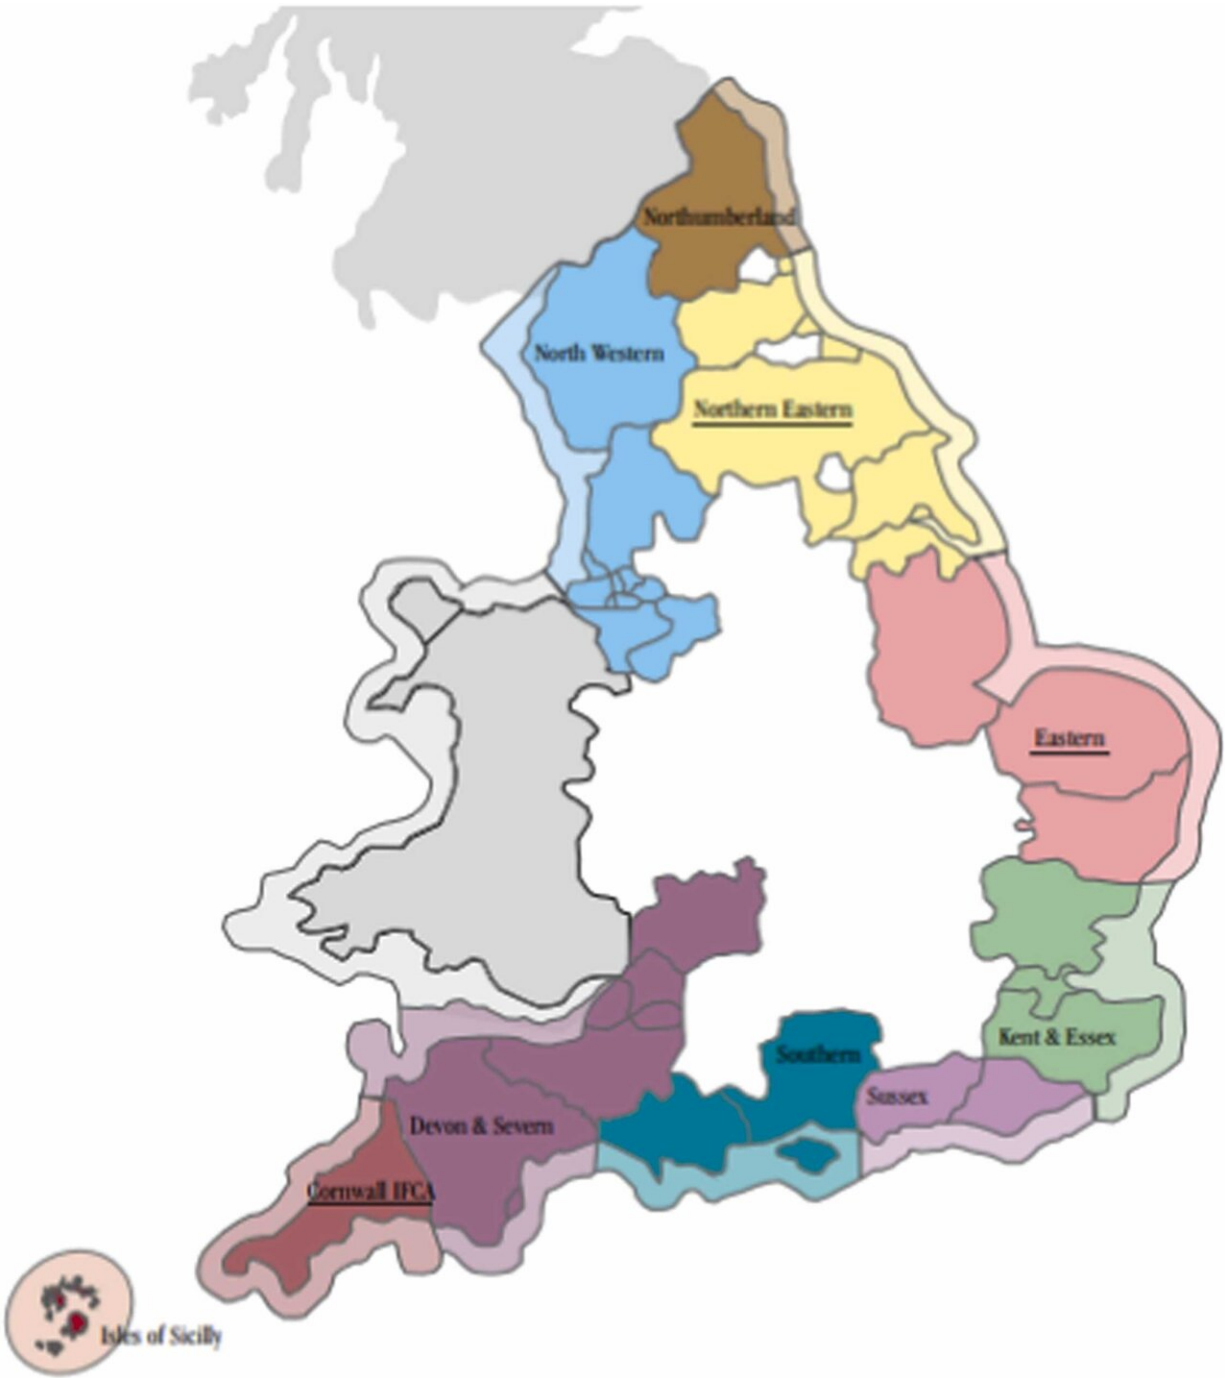 Northumberland
North Western
Northern Eastern
Eastern
Kent & Essex
Southern
Sussex
Devon & Severn
Cornwall IFCA
Isles of Sicilly